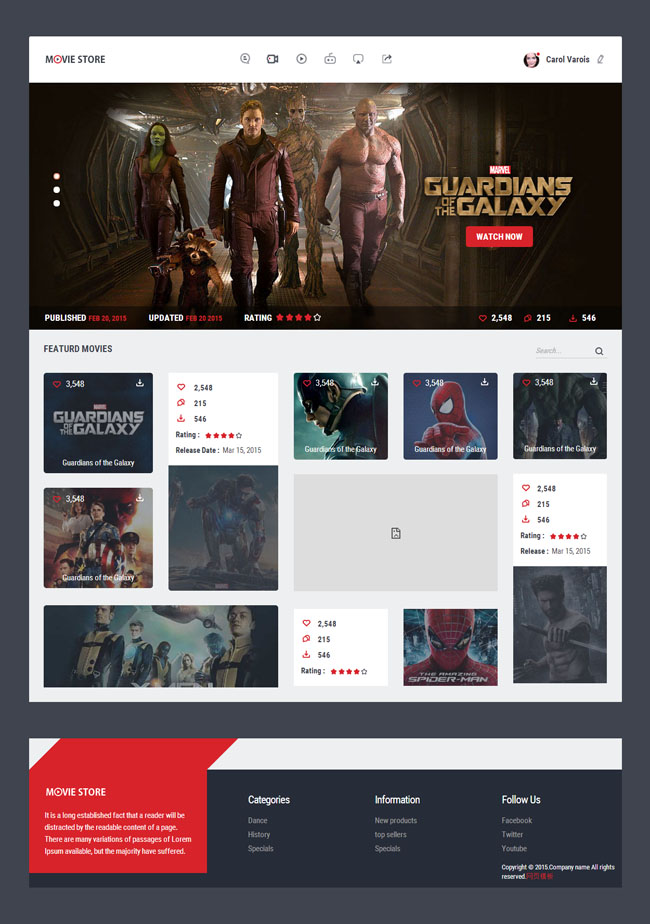 MOVIE STORE
Carol Varois
MARVEL
GUARDIANS
OF THE GALAXY
WATCH NOW
PUBLISHED FEB 20, 2015 UPDATED FEB 20 2015 RATING 2,548 215 546
FEATURD MOVIES
Search...
3,548
MARVEL
GUARDIANS
OF THE GALAXY
Guardians of the Galaxy
2,548
215
546
Rating :
Release Date : Mar 15, 2015
3,548
Guardians of the Galaxy
3,548
Guardians of the Galaxy
3,548
Guardians of the Galaxy
3,548
Guardians of the Galaxy
2,548
215
546
Rating :
Release : Mar 15, 2015
2,548
215
546
Rating :
THE AMAZING
SPIDER-MAN
MOVIE STORE
It is a long established fact that a reader will be
distracted by the readable content of a page.
There are many variations of passages of Lorem
Ipsum available, but the majority have suffered.
Categories
Dance
History
Specials
Information
New products
top sellers
Specials
Follow Us
Facebook
Twitter
Youtube
Copyright © 2015.Company name All rights
reserved.网页模板